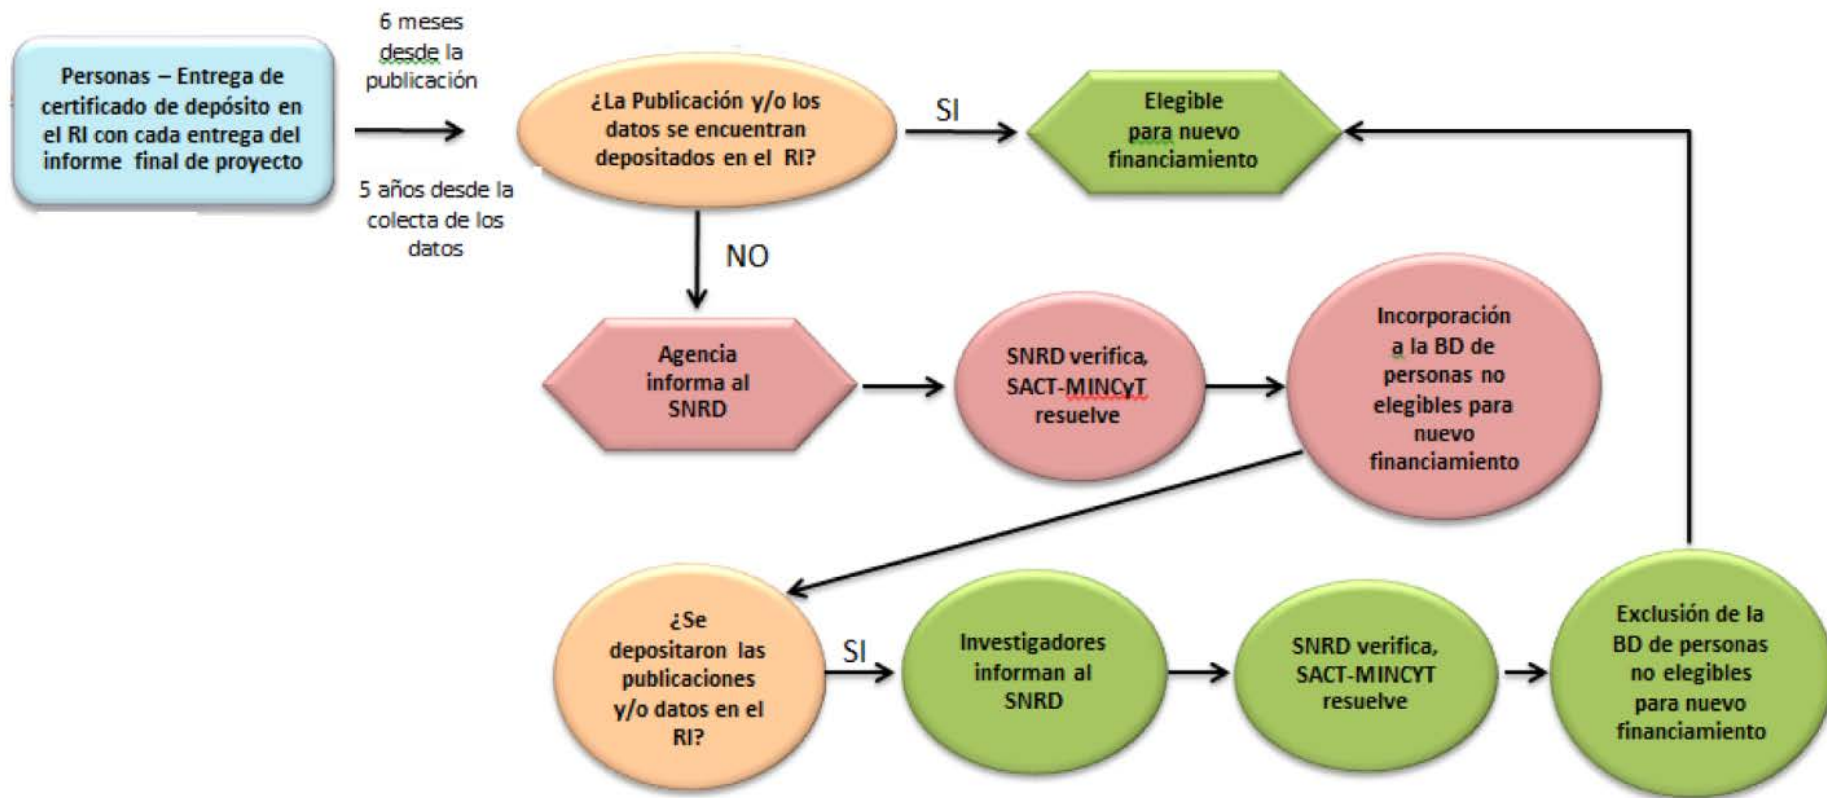 Personas – Entrega de
certificado de depósito en
el RI con cada entrega del
informe final de proyecto
6 meses
desde la
publicación
5 años desde la
colecta de los
datos
¿La Publicación y/o los
datos se encuentran
depositados en el RI?
SI
Elegible
para nuevo
financiamiento
NO
Agencia
informa al
SNRD
SNRD verifica,
SACT-MINCyT
resuelve
Incorporación
a la BD de
personas no
elegibles para
nuevo
financiamiento
¿Se
depositaron las
publicaciones
y/o datos en el
RI?
SI
Investigadores
informan al
SNRD
SNRD verifica,
SACT-MINCYT
resuelve
Exclusión de la
BD de personas
no elegibles
para nuevo
financiamiento